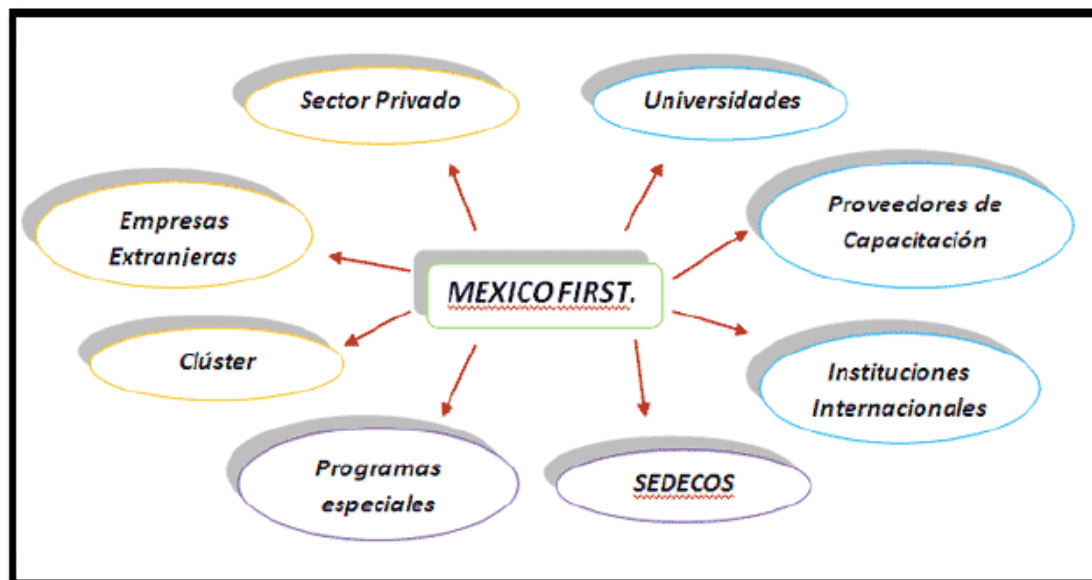 Sector Privado
Universidades
Empresas
Extranjeras
Proveedores de
Capacitación
MEXICO FIRST.
Clúster
Instituciones
Internacionales
Programas
especiales
SEDECOS